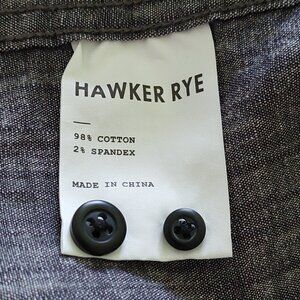 HAWKER RYE
98% COTTON
2% SPANDEX
MADE IN CHINA